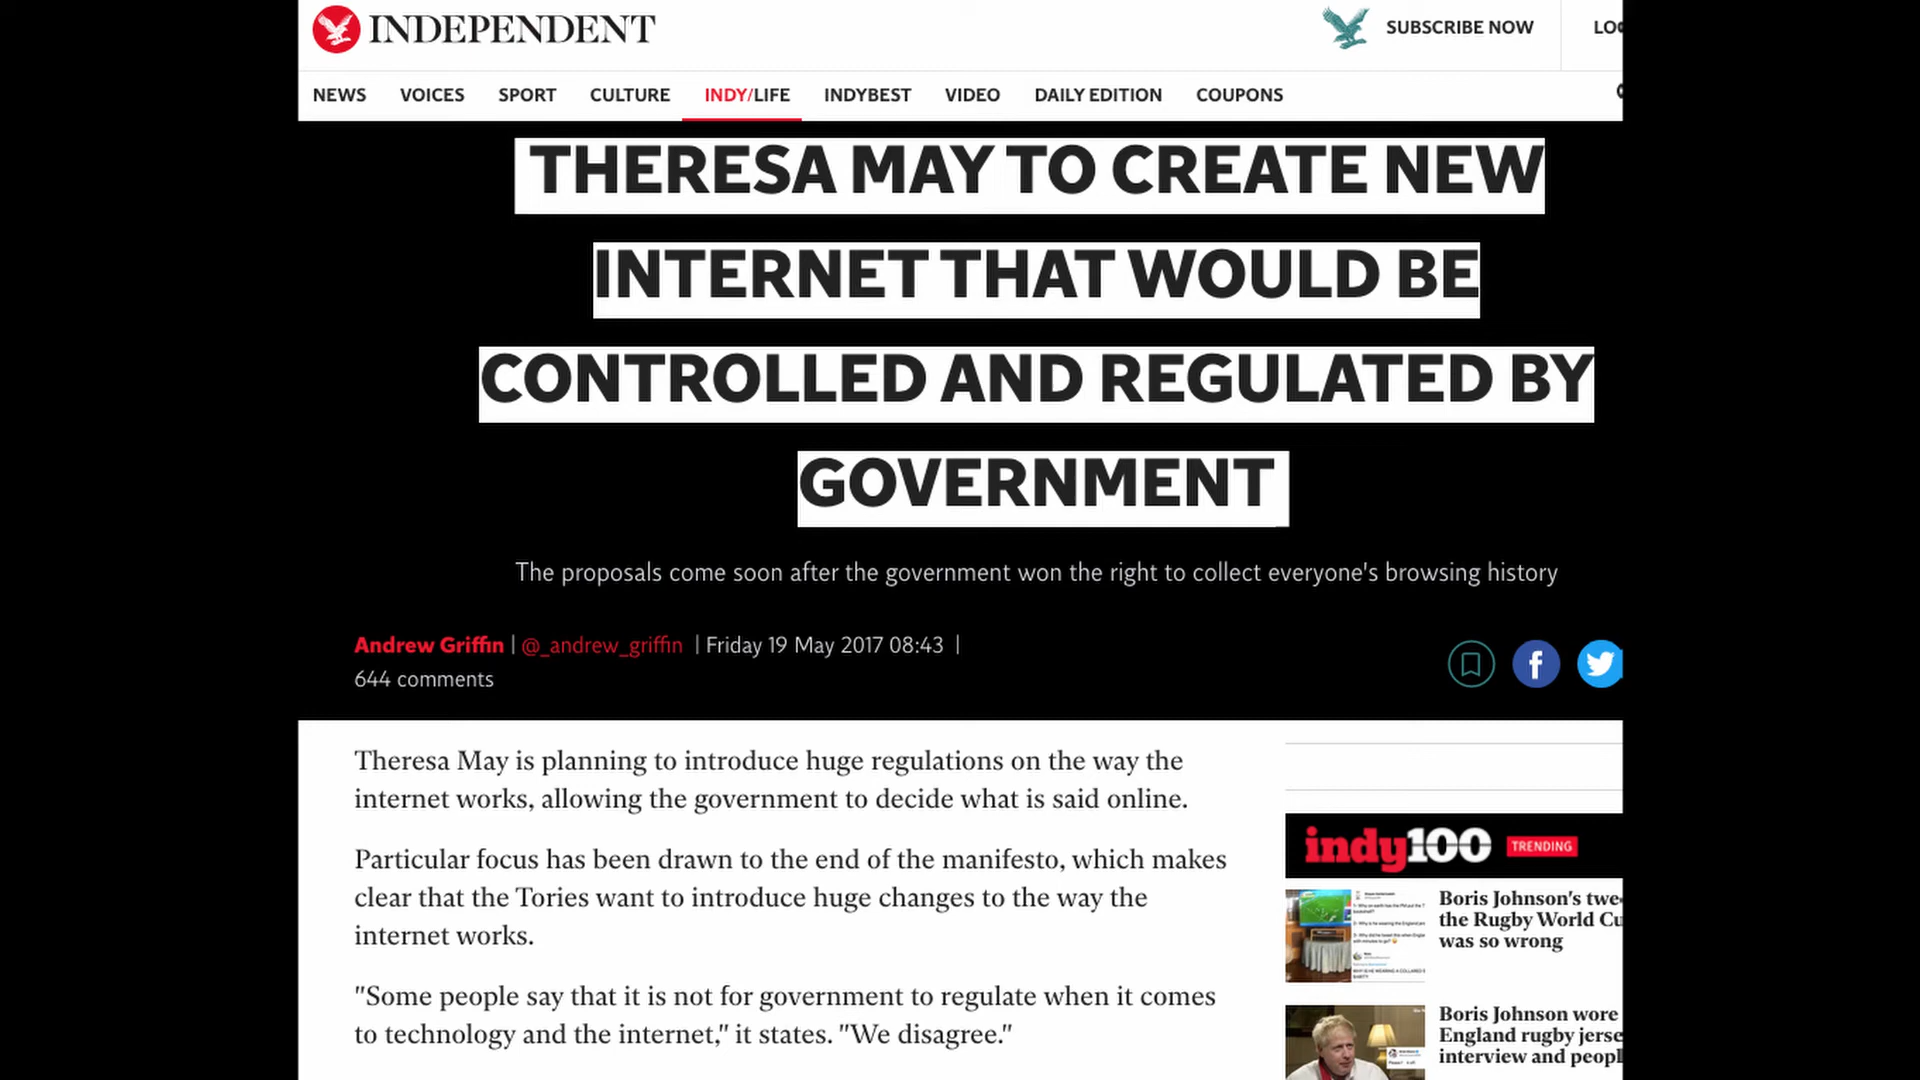 INDEPENDENT
SUBSCRIBE NOW
NEWS VOICES SPORT CULTURE INDY/LIFE INDYBEST VIDEO DAILY EDITION COUPONS
THERESA MAY TO CREATE NEW
INTERNET THAT WOULD BE
CONTROLLED AND REGULATED BY
GOVERNMENT
The proposals come soon after the government won the right to collect everyone's browsing history
Andrew Griffin | @_andrew_griffin | Friday 19 May 2017 08:43 |
644 comments
Theresa May is planning to introduce huge regulations on the way the
internet works, allowing the government to decide what is said online.
Particular focus has been drawn to the end of the manifesto, which makes
clear that the Tories want to introduce huge changes to the way the
internet works.
"Some people say that it is not for government to regulate when it comes
to technology and the internet," it states. "We disagree."
indy100 TRENDING
Boris Johnson's
the Rugby World
was so wrong
Boris Johnson wore
England rugby
interview and